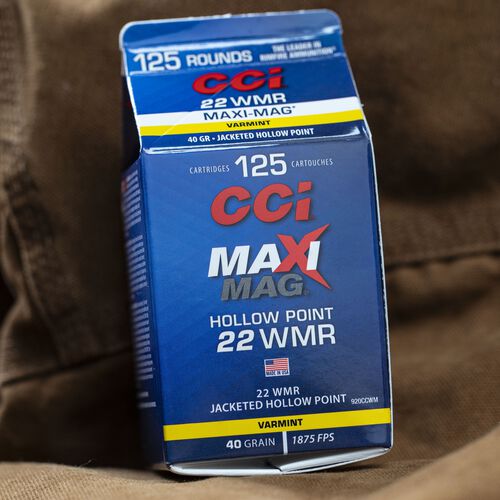 125 ROUNDS
THE LEADER IN
RIMFIRE AMMUNITION
CCi
22 WMR
MAXI-MAG®
VARMINT
40 GR - JACKETED HOLLOW POINT
CARTRIDGES 125 CARTOUCHES
CCi
MAXI
MAG®
HOLLOW POINT
22 WMR
MADE IN USA
22 WMR
JACKETED HOLLOW POINT
920CCWM
VARMINT
40 GRAIN 1875 FPS